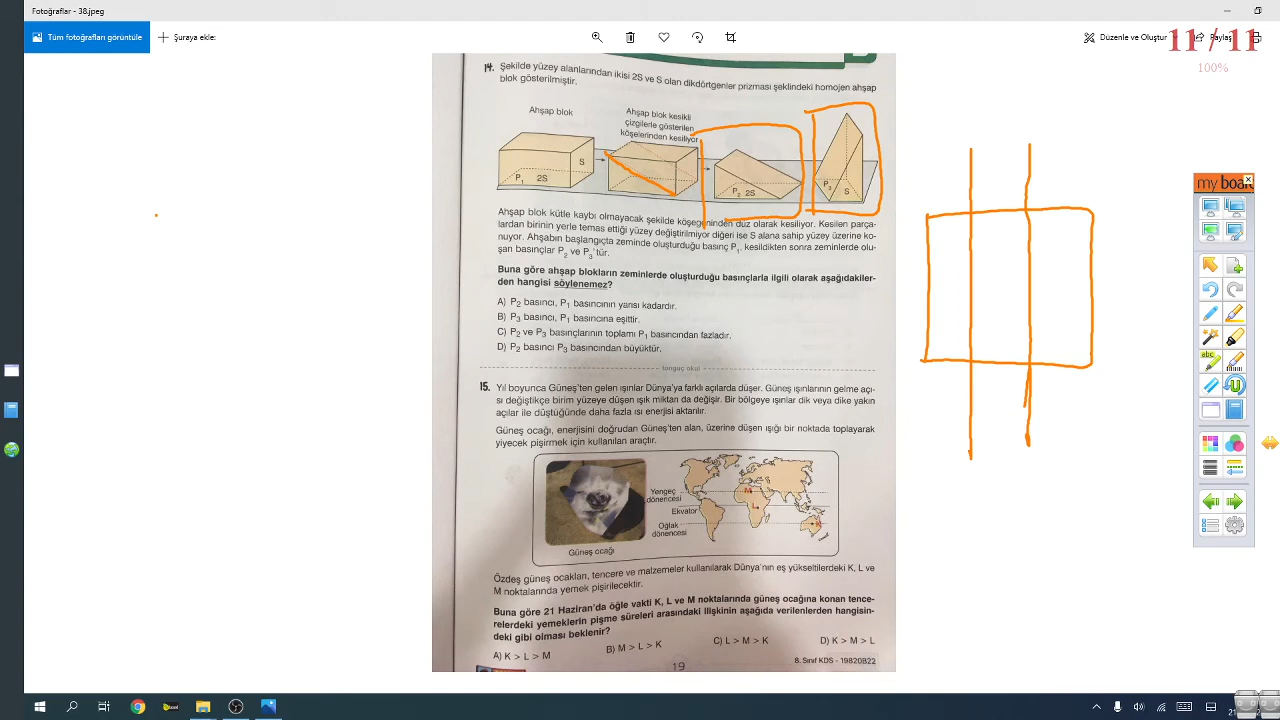 Fotoğraflar - 38.jpeg
Tüm fotoğrafları görüntüle
Şuraya ekle:
Düzenle ve Oluştur
Paylaş
11 / 11
100%
14. Şekilde yüzey alanlarından ikisi 2S ve S olan dikdörtgenler prizması şeklindeki homojen ahşap
blok gösterilmiştir.
Ahşap blok
Ahşap blok kesikli
çizgilerle gösterilen
köşelerinden kesiliyor
S
P1 2S
P2 2S
P3 S
Ahşap blok kütle kaybı olmayacak şekilde köşegeninden düz olarak kesiliyor. Kesilen parça-
lardan birinin yerle temas ettiği yüzey değiştirilmiyor diğeri ise S alana sahip yüzey üzerine ko-
nuyor. Ahşabın başlangıçta zeminde oluşturduğu basınç P1, kesildikten sonra zeminlerde olu-
şan basınçlar P2 ve P3'tür.
Buna göre ahşap blokların zeminlerde oluşturduğu basınçlarla ilgili olarak aşağıdakiler-
den hangisi söylenemez?
A) P2 basıncı, P1 basıncının yarısı kadardır.
B) P3 basıncı, P1 basıncına eşittir.
C) P2 ve P3 basınçlarının toplamı P1 basıncından fazladır.
D) P2 basıncı P3 basıncından büyüktür.
tonguç okul
15. Yıl boyunca Güneş'ten gelen ışınlar Dünya'ya farklı açılarda düşer. Güneş ışınlarının gelme açı-
sı değiştikçe birim yüzeye düşen ışık miktarı da değişir. Bir bölgeye ışınlar dik veya dike yakın
açılar ile düştüğünde daha fazla ısı enerjisi aktarılır.
Güneş ocağı, enerjisini doğrudan Güneş'ten alan, üzerine düşen ışığı bir noktada toplayarak
yiyecek pişirmek için kullanılan araçtır.
Yengeç
dönencesi
Ekvator
Oğlak
dönencesi
M
L
K
Güneş ocağı
Özdeş güneş ocakları, tencere ve malzemeler kullanılarak Dünya'nın eş yükseltilerdeki K, L ve
M noktalarında yemek pişirilecektir.
Buna göre 21 Haziran'da öğle vakti K, L ve M noktalarında güneş ocağına konan tence-
relerdeki yemeklerin pişme süreleri arasındaki ilişkinin aşağıda verilenlerden hangisin-
deki gibi olması beklenir?
A) K > L > M
B) M > L > K
C) L > M > K
D) K > M > L
19
8. Sınıf KDS - 19820B22
my board
abc